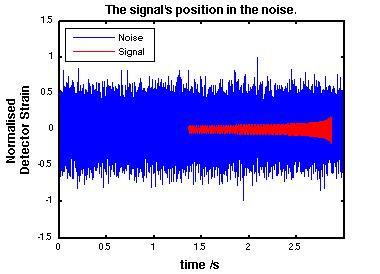 The signal's position in the noise.
1.5
Noise
Signal
1
0.5
0
-0.5
-1
-1.5
Normalised
Detector Strain
0 0.5 1 1.5 2 2.5
time /s